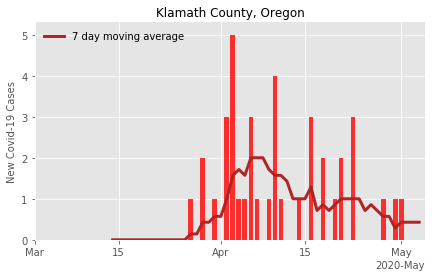 Klamath County, Oregon
7 day moving average
New Covid-19 Cases
5
4
3
2
1
0
Mar 15 April 15 May
2020-May